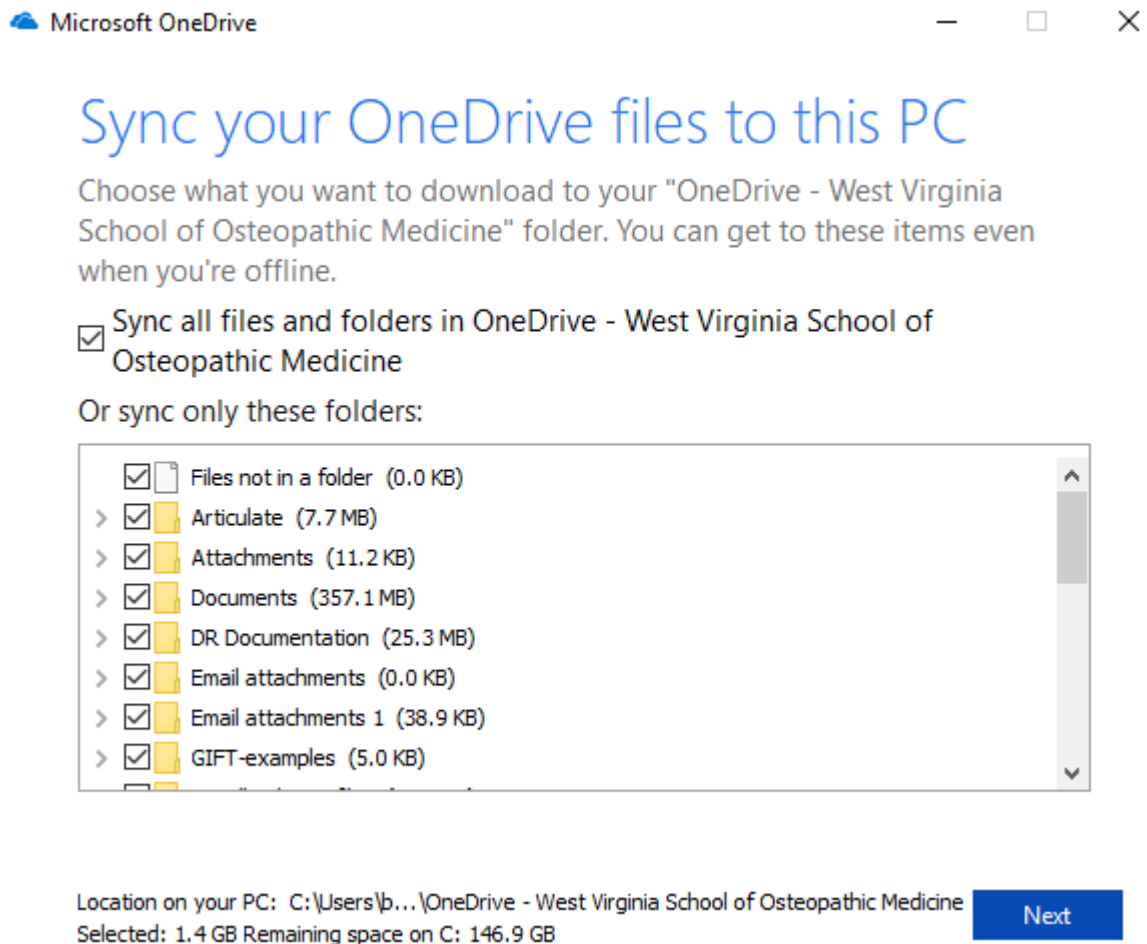 Microsoft OneDrive
Sync your OneDrive files to this PC
Choose what you want to download to your "OneDrive - West Virginia
School of Osteopathic Medicine" folder. You can get to these items even
when you're offline.
Sync all files and folders in OneDrive - West Virginia School of
Osteopathic Medicine
Or sync only these folders:
Files not in a folder (0.0 KB)
Articulate (7.7 MB)
Attachments (11.2 KB)
Documents (357.1 MB)
DR Documentation (25.3 MB)
Email attachments (0.0 KB)
Email attachments 1 (38.9 KB)
GIFT-examples (5.0 KB)
Location on your PC: C:\Users\b...\OneDrive - West Virginia School of Osteopathic Medicine
Next
Selected: 1.4 GB Remaining space on C: 146.9 GB